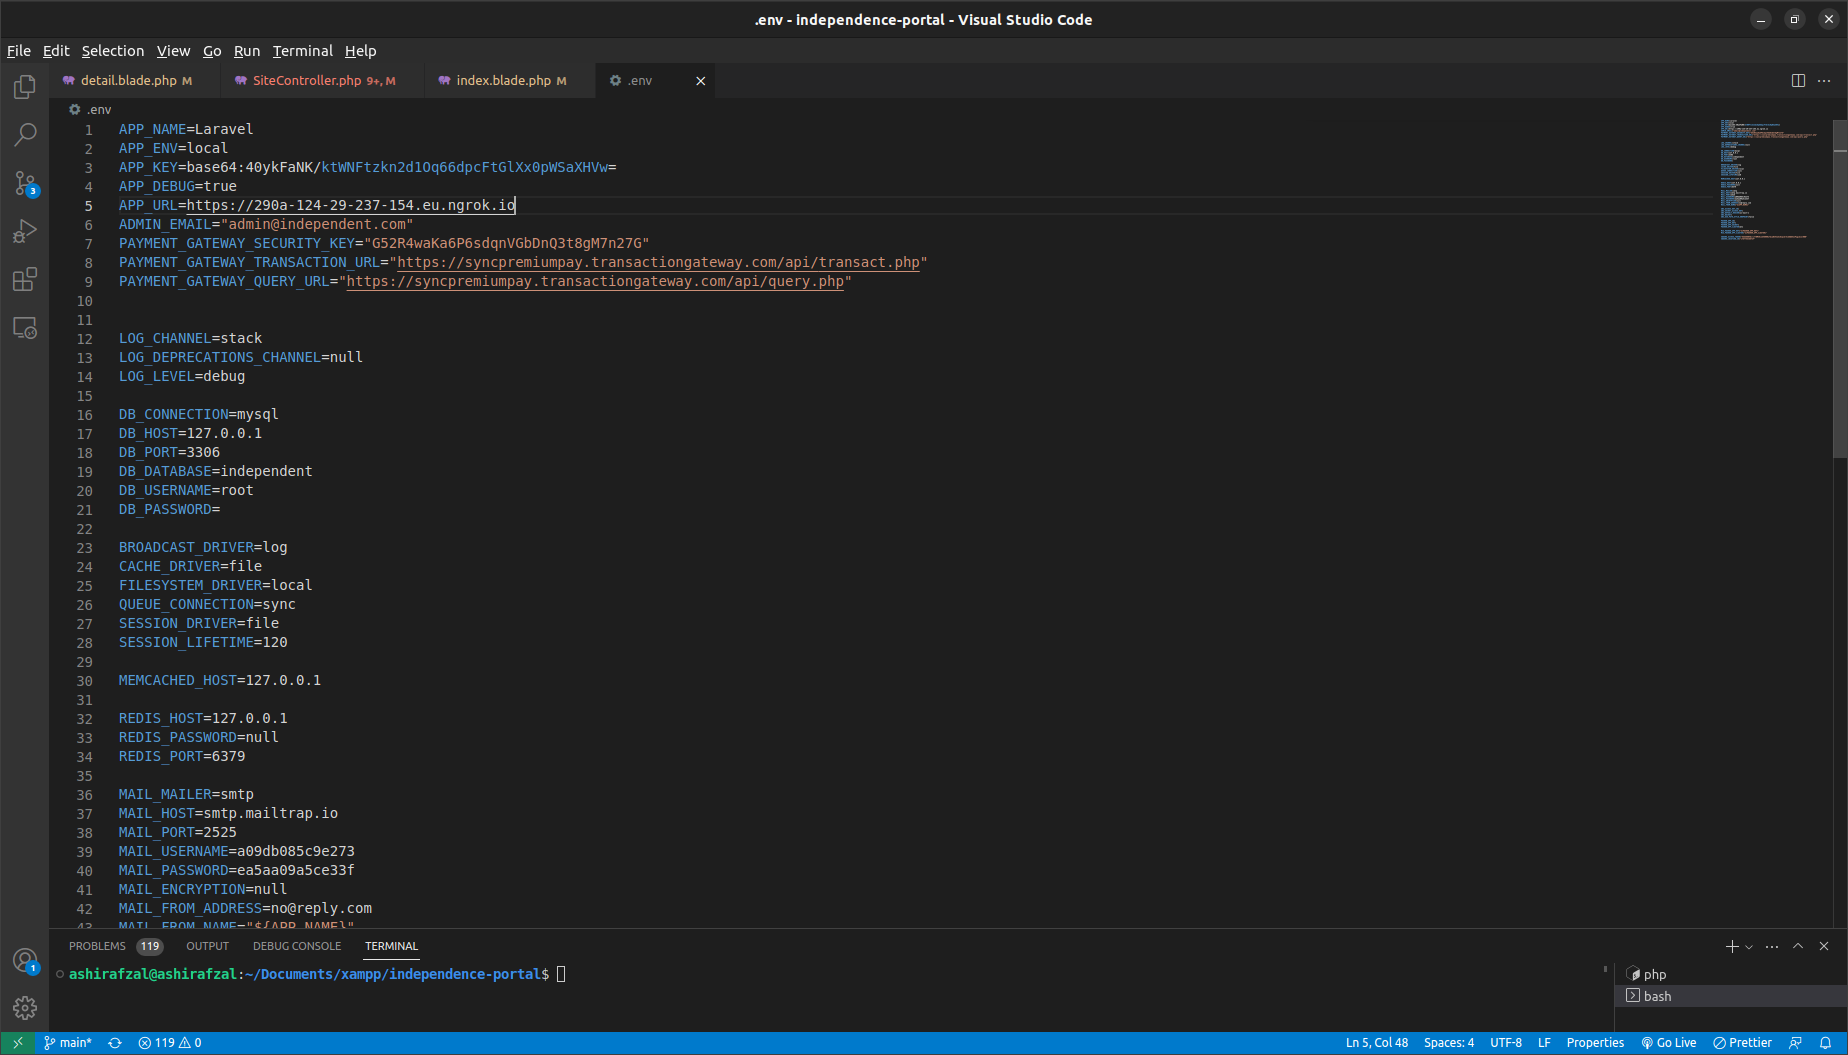 .env - independence-portal - Visual Studio Code
File Edit Selection View Go Run Terminal Help
detail.blade.php M SiteController.php 9+, M index.blade.php M .env
.env
1 APP_NAME=Laravel
2 APP_ENV=local
3 APP_KEY=base64:40ykFaNK/ktWNFtzkn2d1Oq66dpcFtGlXx0pWSaXHVw=
4 APP_DEBUG=true
5 APP_URL=https://290a-124-29-237-154.eu.ngrok.io
6 ADMIN_EMAIL="admin@independent.com"
7 PAYMENT_GATEWAY_SECURITY_KEY="G52R4waKa6P6sdqnVGbDnQ3t8gM7n27G"
8 PAYMENT_GATEWAY_TRANSACTION_URL="https://syncpremiumpay.transactiongateway.com/api/transact.php"
9 PAYMENT_GATEWAY_QUERY_URL="https://syncpremiumpay.transactiongateway.com/api/query.php"
10
11
12 LOG_CHANNEL=stack
13 LOG_DEPRECATIONS_CHANNEL=null
14 LOG_LEVEL=debug
15
16 DB_CONNECTION=mysql
17 DB_HOST=127.0.0.1
18 DB_PORT=3306
19 DB_DATABASE=independent
20 DB_USERNAME=root
21 DB_PASSWORD=
22
23 BROADCAST_DRIVER=log
24 CACHE_DRIVER=file
25 FILESYSTEM_DRIVER=local
26 QUEUE_CONNECTION=sync
27 SESSION_DRIVER=file
28 SESSION_LIFETIME=120
29
30 MEMCACHED_HOST=127.0.0.1
31
32 REDIS_HOST=127.0.0.1
33 REDIS_PASSWORD=null
34 REDIS_PORT=6379
35
36 MAIL_MAILER=smtp
37 MAIL_HOST=smtp.mailtrap.io
38 MAIL_PORT=2525
39 MAIL_USERNAME=a09db085c9e273
40 MAIL_PASSWORD=ea5aa09a5ce33f
41 MAIL_ENCRYPTION=null
42 MAIL_FROM_ADDRESS=no@reply.com
43 MAIL_FROM_NAME="${APP_NAME}"
3
1
PROBLEMS 119 OUTPUT DEBUG CONSOLE TERMINAL
ashirafzal@ashirafzal:~/Documents/xampp/independence-portal$
php
bash
main* 119 0 Ln 5, Col 48 Spaces: 4 UTF-8 LF Properties Go Live Prettier